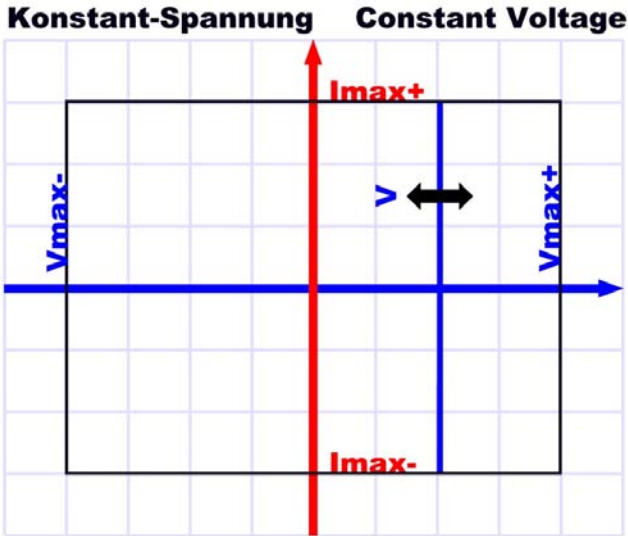 Konstant-Spannung Constant Voltage
Imax+
Vmax-
V
Vmax+
Imax-